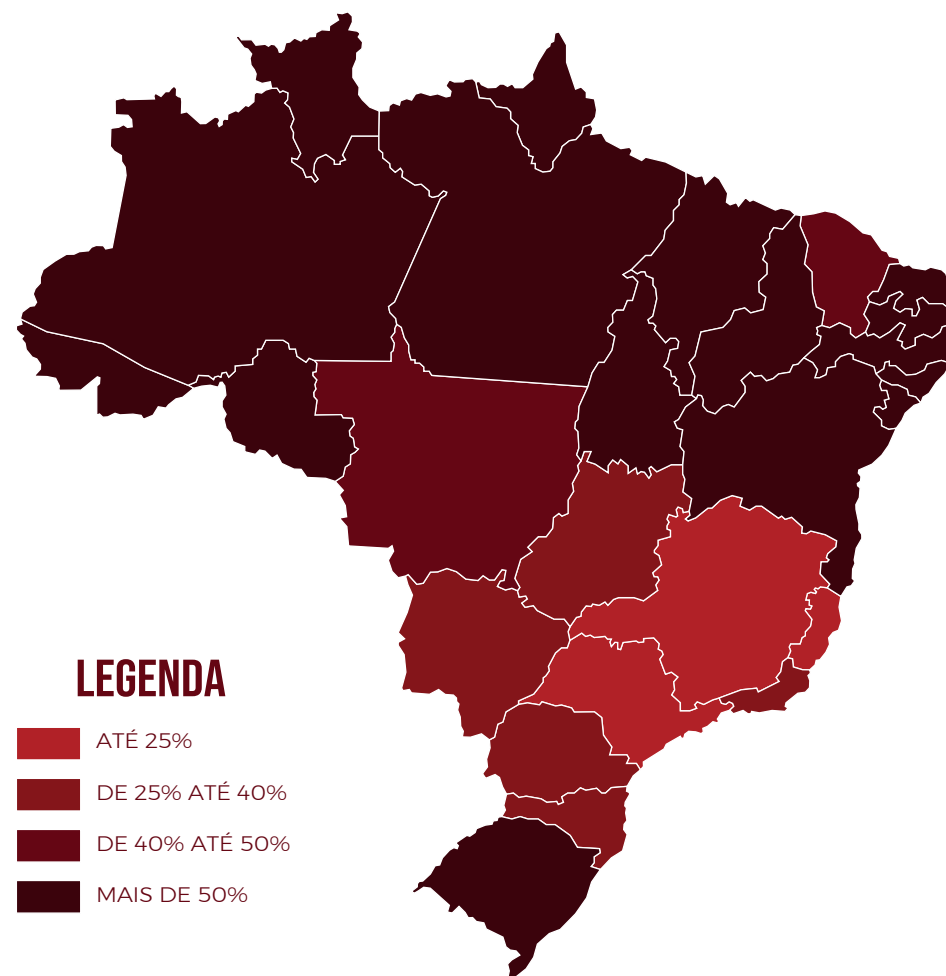 LEGENDA
ATÉ 25%
DE 25% ATÉ 40%
DE 40% ATÉ 50%
MAIS DE 50%